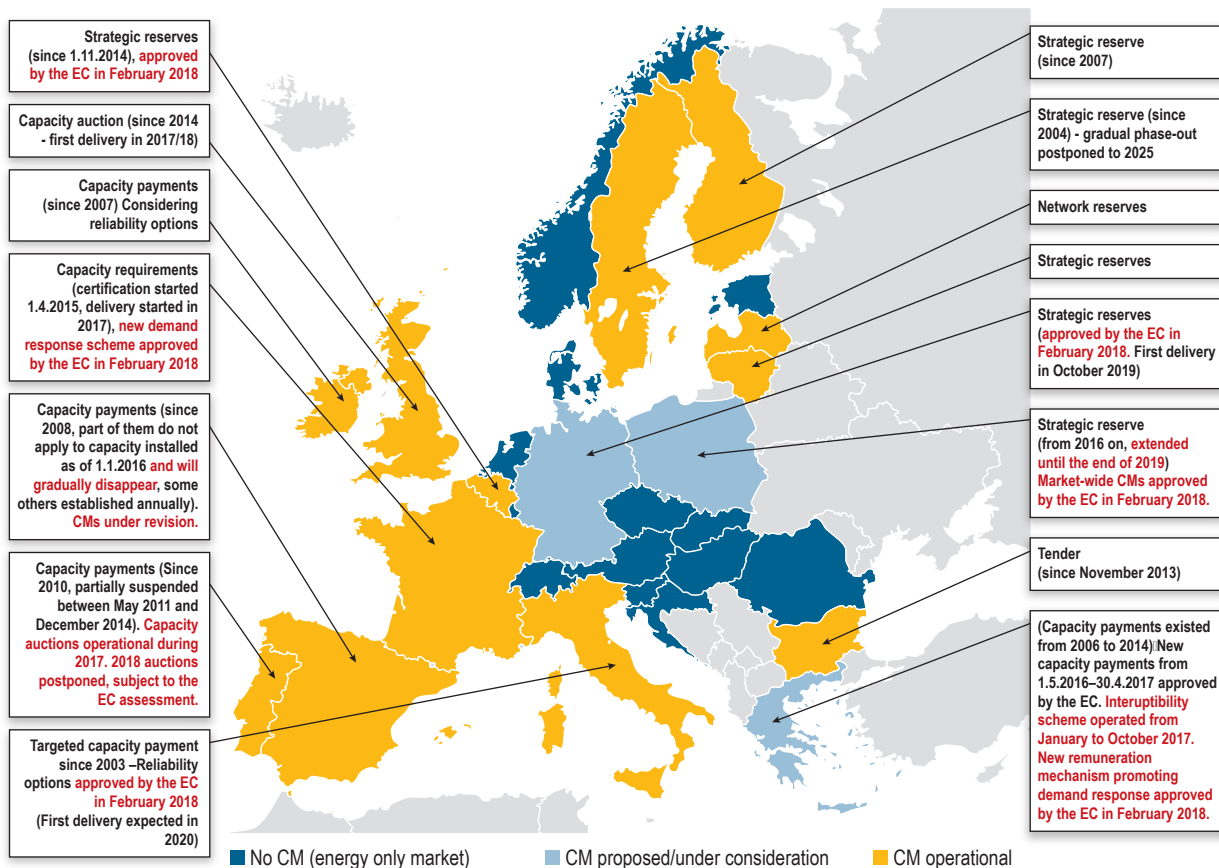 Strategic reserves
(since 1.11.2014), approved
by the EC in February 2018
Capacity auction (since 2014
- first delivery in 2017/18)
Capacity payments
(since 2007) Considering
reliability options
Capacity requirements
(certification started
1.4.2015, delivery started in
2017), new demand
response scheme approved
by the EC in February 2018
Capacity payments (since
2008, part of them do not
apply to capacity installed
as of 1.1.2016 and will
gradually disappear, some
others established annually).
CMs under revision.
Capacity payments (Since
2010, partially suspended
between May 2011 and
December 2014). Capacity
auctions operational during
2017. 2018 auctions
postponed, subject to the
EC assessment.
Targeted capacity payment
since 2003 –Reliability
options approved by the EC
in February 2018
(First delivery expected in
2020)
Strategic reserve
(since 2007)
Strategic reserve (since
2004) - gradual phase-out
postponed to 2025
Network reserves
Strategic reserves
Strategic reserves
(approved by the EC in
February 2018. First delivery
in October 2019)
Strategic reserve
(from 2016 on, extended
until the end of 2019)
Market-wide CMs approved
by the EC in February 2018.
Tender
(since November 2013)
(Capacity payments existed
from 2006 to 2014) New
capacity payments from
1.5.2016–30.4.2017 approved
by the EC. Interuptibility
scheme operated from
January to October 2017.
New remuneration
mechanism promoting
demand response approved
by the EC in February 2018.
No CM (energy only market)
CM proposed/under consideration
CM operational